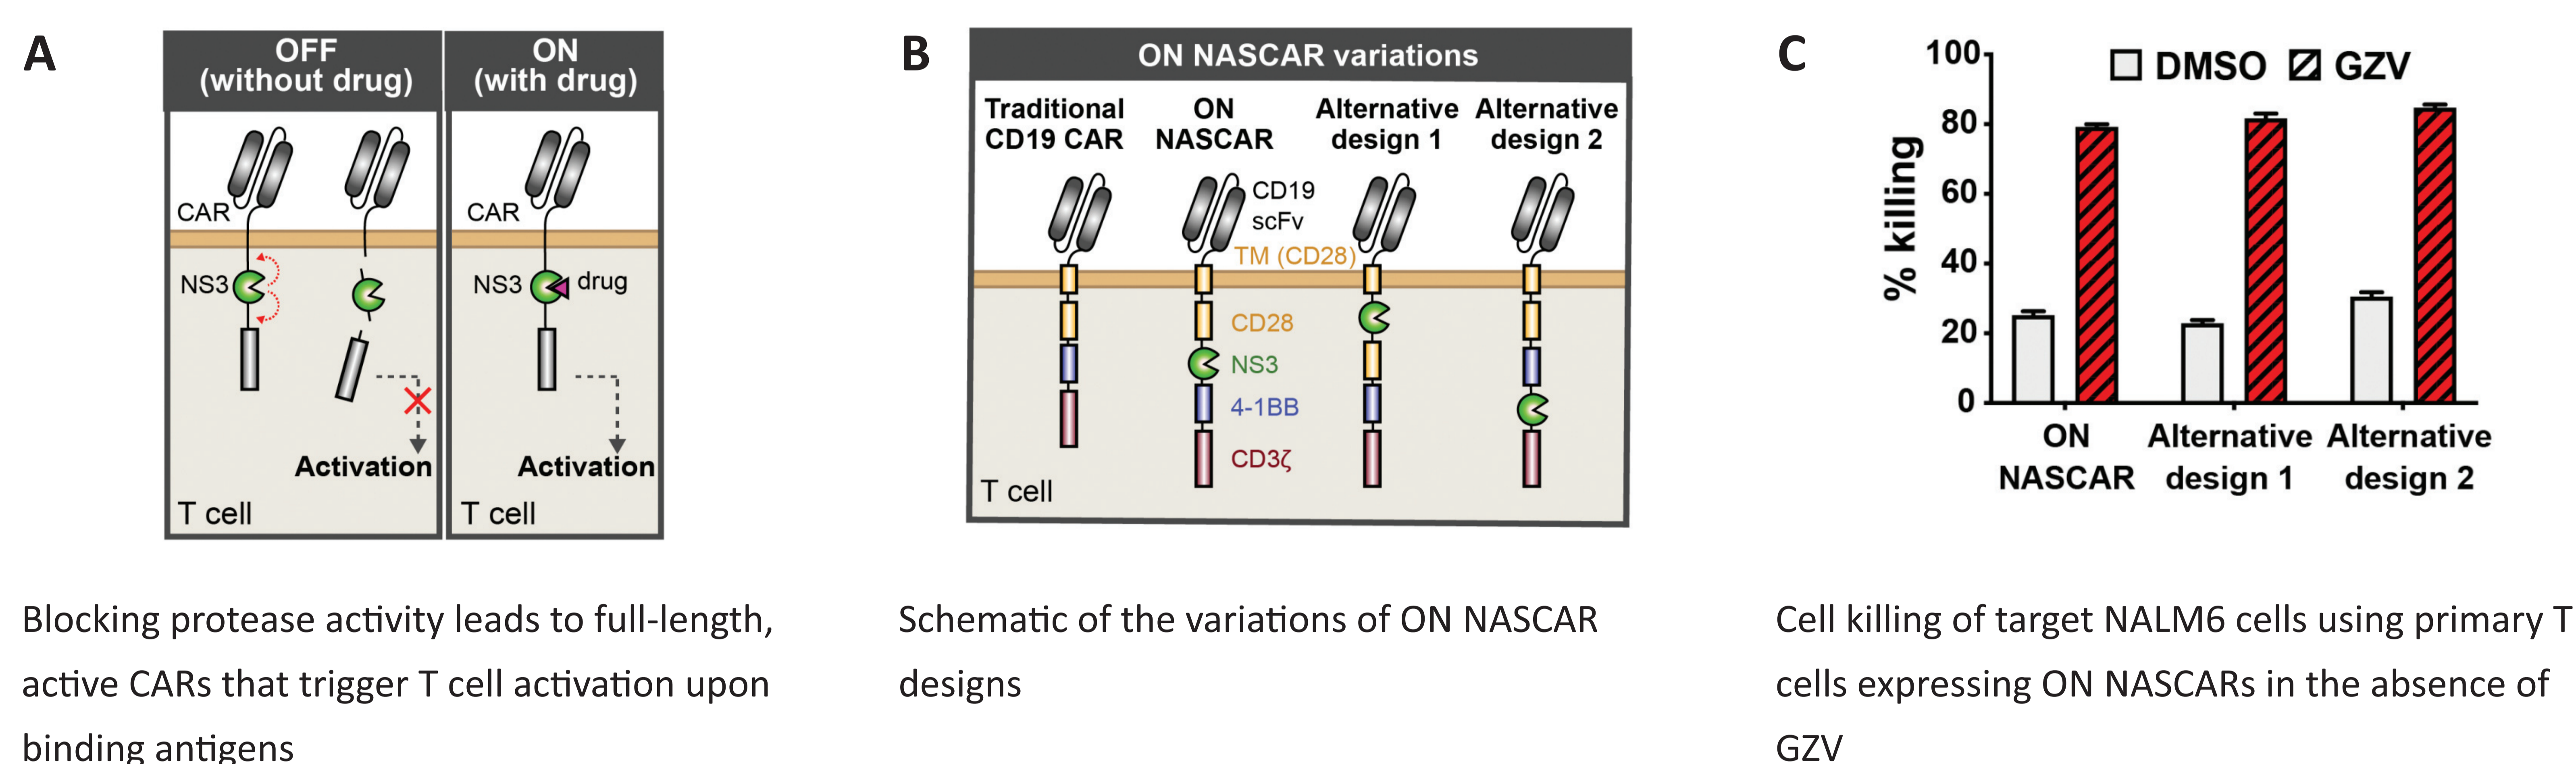 A
OFF
(without drug)
ON
(with drug)
CAR
CAR
NS3
NS3
drug
Activation
Activation
T cell
T cell
Blocking protease activity leads to full-length,
active CARs that trigger T cell activation upon
binding antigens
B
ON NASCAR variations
Traditional
CD19 CAR
ON
NASCAR
Alternative
design 1
Alternative
design 2
CD19
scFv
TM (CD28)
CD28
NS3
4-1BB
CD3ζ
T cell
Schematic of the variations of ON NASCAR
designs
C
DMSO
GZV
% killing
100
80
60
40
20
0
ON
NASCAR
Alternative
design 1
Alternative
design 2
Cell killing of target NALM6 cells using primary T
cells expressing ON NASCARs in the absence of
GZV